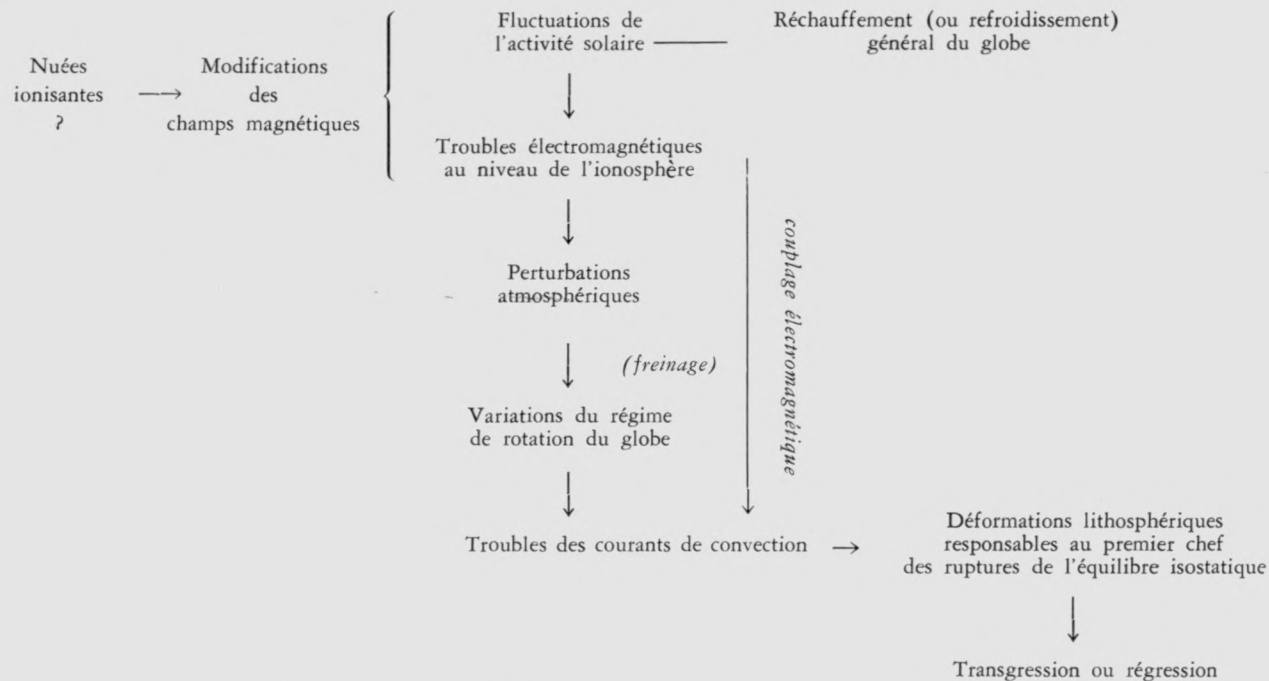 Fluctuations de
l'activité solaire
Réchauffement (ou refroidissement)
général du globe
Nuées
ionisantes
?
Modifications
des
champs magnétiques
Troubles électromagnétiques
au niveau de l'ionosphère
couplage électromagnétique
Perturbations
atmosphériques
(freinage)
Variations du régime
de rotation du globe
Troubles des courants de convection
Déformations lithosphériques
responsables au premier chef
des ruptures de l'équilibre isostatique
Transgression ou régression